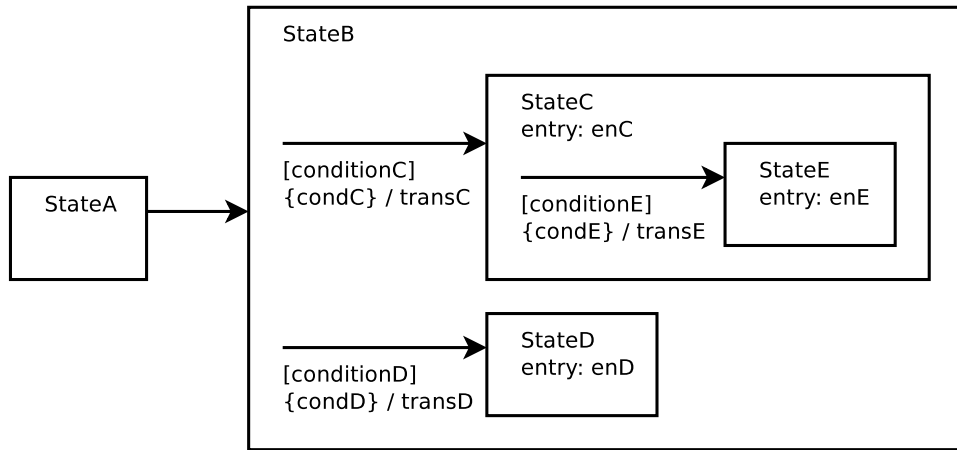 StateB
StateC
entry: enC
[conditionC]
{condC} / transC
StateE
entry: enE
[conditionE]
{condE} / transE
StateA
StateD
entry: enD
[conditionD]
{condD} / transD